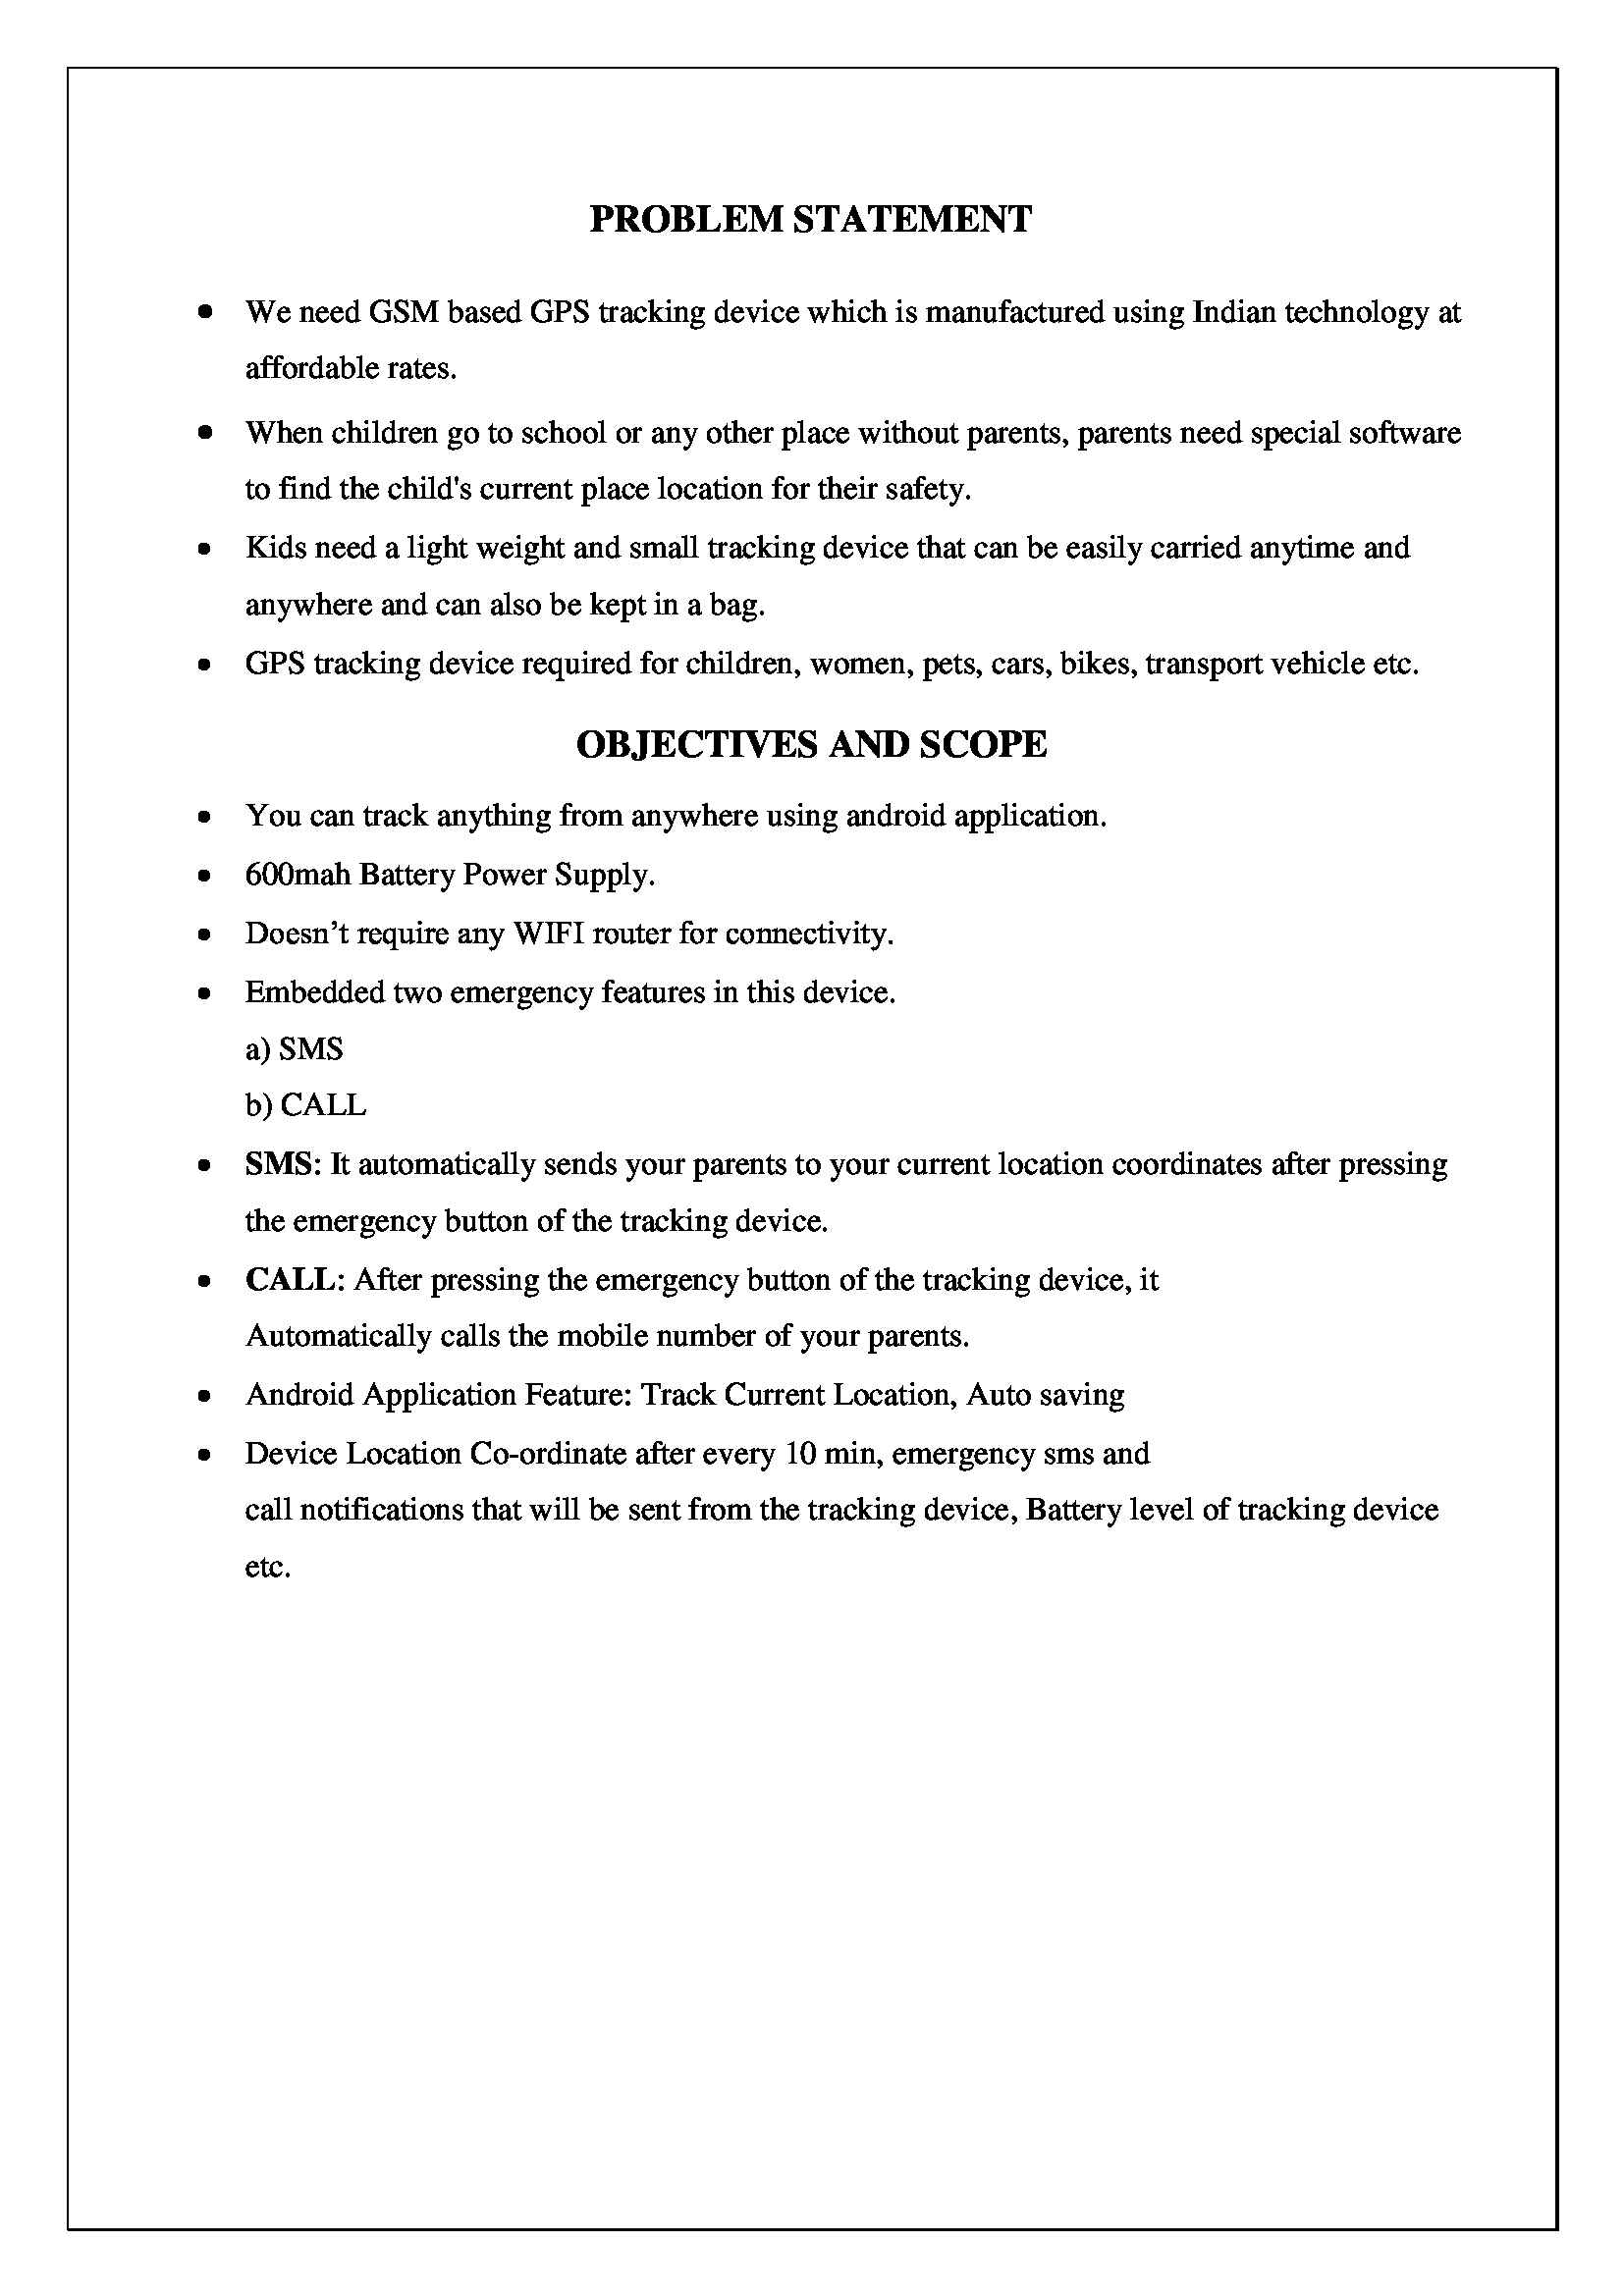 PROBLEM STATEMENT
• We need GSM based GPS tracking device which is manufactured using Indian technology at
affordable rates.
• When children go to school or any other place without parents, parents need special software
to find the child's current place location for their safety.
• Kids need a light weight and small tracking device that can be easily carried anytime and
anywhere and can also be kept in a bag.
• GPS tracking device required for children, women, pets, cars, bikes, transport vehicle etc.
OBJECTIVES AND SCOPE
• You can track anything from anywhere using android application.
• 600mah Battery Power Supply.
• Doesn’t require any WIFI router for connectivity.
• Embedded two emergency features in this device.
a) SMS
b) CALL
• SMS: It automatically sends your parents to your current location coordinates after pressing
the emergency button of the tracking device.
• CALL: After pressing the emergency button of the tracking device, it
Automatically calls the mobile number of your parents.
• Android Application Feature: Track Current Location, Auto saving
• Device Location Co-ordinate after every 10 min, emergency sms and
call notifications that will be sent from the tracking device, Battery level of tracking device
etc.